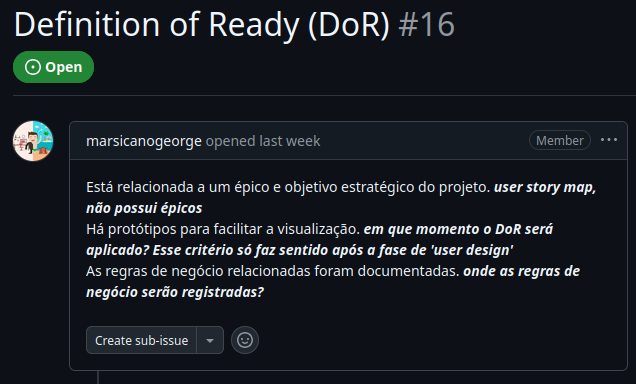 Definition of Ready (DoR) #16
Open
marsicanogeorge opened last week
Member
Está relacionada a um épico e objetivo estratégico do projeto. user story map,
não possui épicos
Há protótipos para facilitar a visualização. em que momento o DoR será
aplicado? Esse critério só faz sentido após a fase de 'user design'
As regras de negócio relacionadas foram documentadas. onde as regras de
negócio serão registradas?
Create sub-issue